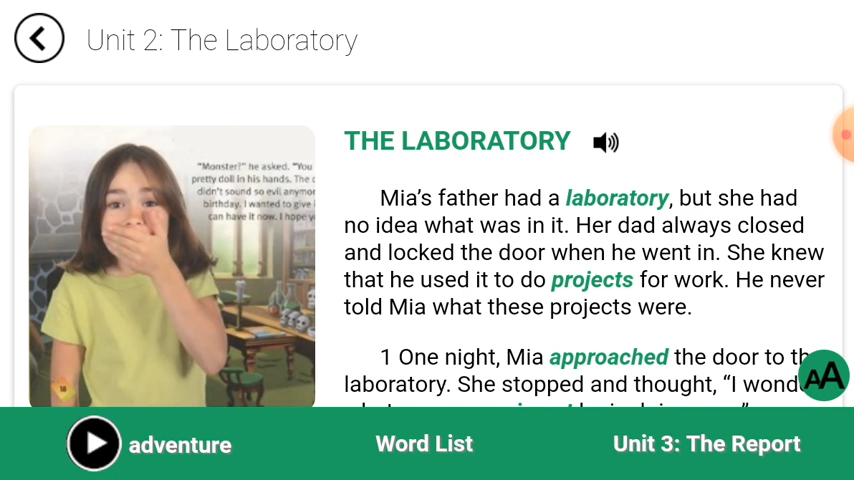 Unit 2: The Laboratory
"Monster?" he asked. "You
pretty doll in his hands. The
didn't sound so evil
birthday. I wanted to give
can have it now. I hope
18
THE LABORATORY
Mia's father had a laboratory, but she had
no idea what was in it. Her dad always closed
and locked the door when he went in. She knew
that he used it to do projects for work. He never
told Mia what these projects were.
1 One night, Mia approached the door to
laboratory. She stopped and thought, "I
AA
adventure
Word List
Unit 3: The Report